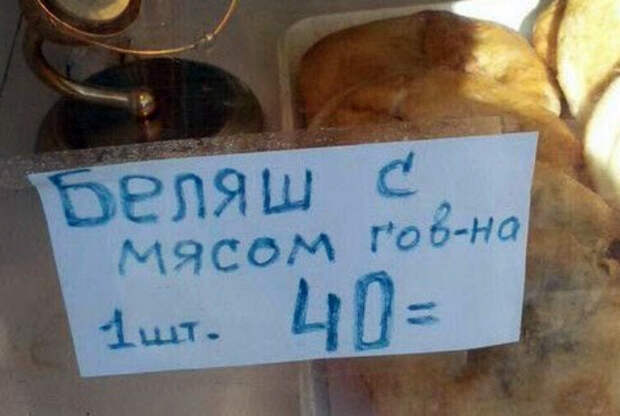 Беляш с
мясом гов-на
1шт. 40=